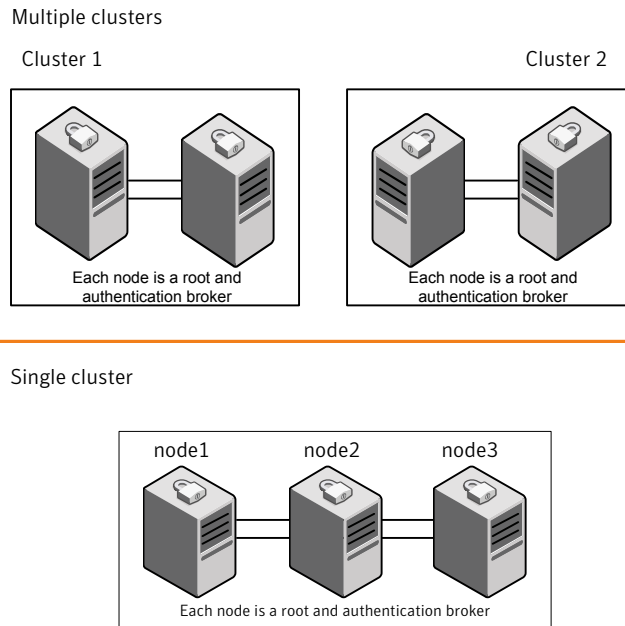 Multiple clusters
Cluster 1
Cluster 2
Each node is a root and
authentication broker
Each node is a root and
authentication broker
Single cluster
node1
node2
node3
Each node is a root and authentication broker